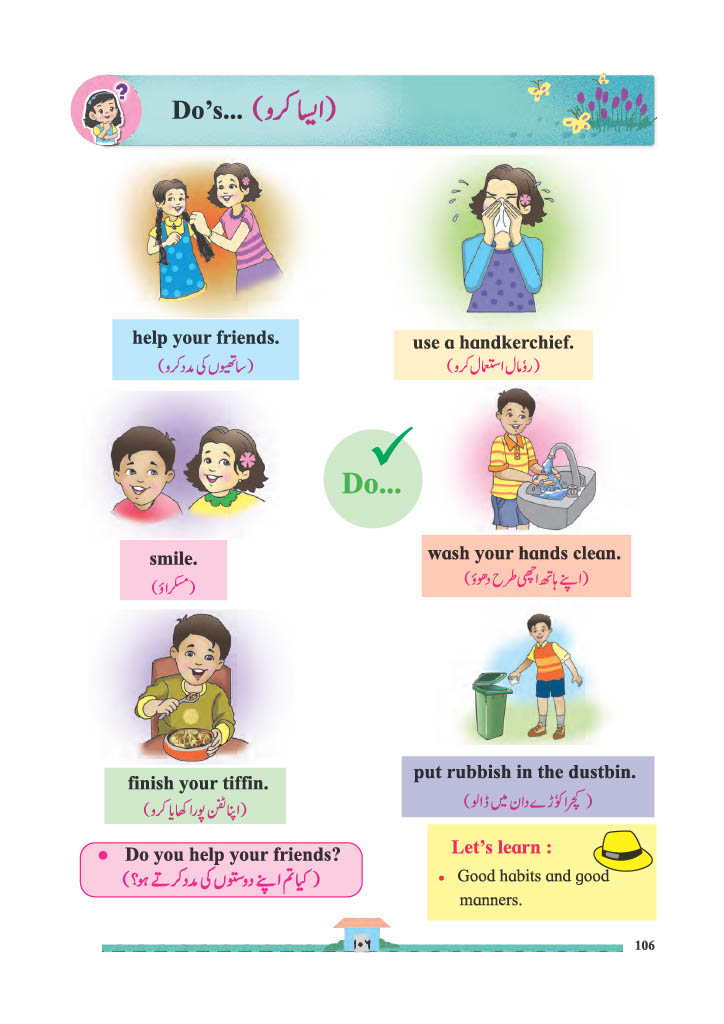 Do's... (ایسا کرو)
help your friends.
(ساتھیوں کی مدد کرو)
use a handkerchief.
(رومال استعمال کرو)
smile.
(مسکراؤ)
Do...
wash your hands clean.
(اپنے ہاتھ اچھی طرح دھوؤ)
finish your tiffin.
(اپنا ٹفن پورا کھایا کرو)
put rubbish in the dustbin.
(کچرا کوڑے دان میں ڈالو)
• Do you help your friends?
(کیا تم اپنے دوستوں کی مدد کرتے ہو؟)
Let's learn :
• Good habits and good
manners.
۱۰۶
106
?